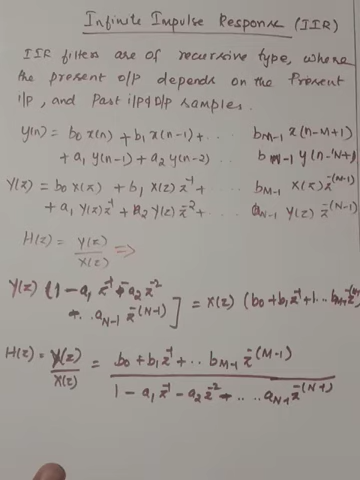 Infinite Impulse Response (IIR)
IIR filters are of recursive type, where
the present o/p depends on the Present
i/p, and Past i/p & O/p samples.
y(n) = b0 x(n) + b1 x(n-1) + .. .. bM-1 x(n-M+1)
+ a1 y(n-1) + a2 y(n-2) .. bN-1 y(n-N+1)
Y(z) = b0 X(z) + b1 X(z) z^-1 .. .. bM-1 X(z) z^-(N-1)
+ a1 Y(z) z^-1 + a2 Y(z) z^-2 + .. .. aN-1 Y(z) z^-(N-1)
H(z) = Y(z)/X(z) =>
Y(z) (1 - a1 z^-1 - a2 z^-2
.. aN-1 z^-(N-1)] = X(z) (b0 + b1 z^-1 + ... bM-1 z
H(z) = Y(z)/X(z) = b0 + b1 z^-1 + .. bM-1 z^-(M-1)
1 - a1 z^-1 - a2 z^-2 - .. .. aN-1 z^-(N-1)